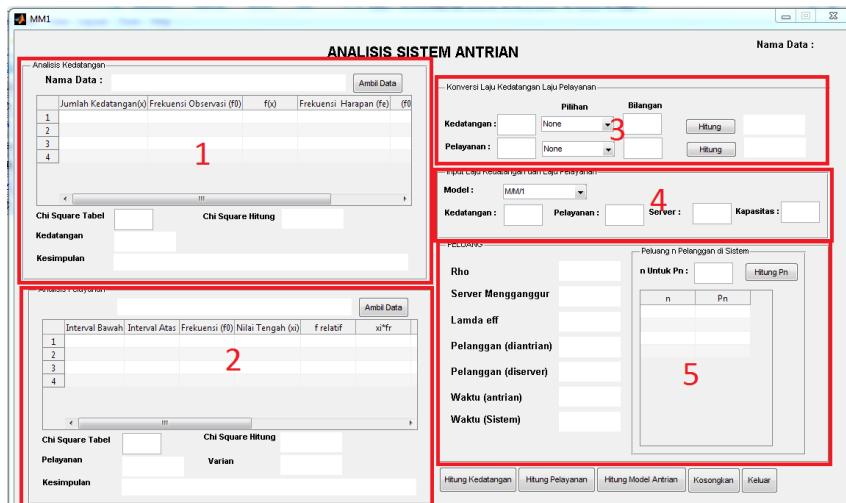 MM1
ANALISIS SISTEM ANTRIAN
Nama Data :
Analisis Kedatangan
Nama Data :
Ambil Data
Jumlah Kedatangan(x) Frekuensi Observasi (f0) f(x) Frekuensi Harapan (fe) (f0
1
2
3
4
1
Chi Square Tabel
Chi Square Hitung
Kedatangan
Kesimpulan
Analisis Pelayanan
Ambil Data
Interval Bawah Interval Atas Frekuensi (f0) Nilai Tengah (xi) f relatif xi*fr
1
2
3
4
2
Chi Square Tabel
Chi Square Hitung
Pelayanan
Varian
Kesimpulan
Konversi Laju Kedatangan Laju Pelayanan
Pilihan
Bilangan
Kedatangan :
None
Hitung
3
Pelayanan :
None
Hitung
Input Laju Kedatangan dan Laju Pelayanan
Model :
M/M/1
4
Kedatangan :
Pelayanan :
Server :
Kapasitas :
PELUANG
Rho
Server Mengganggur
Lamda eff
Pelanggan (diantrian)
Pelanggan (diserver)
Waktu (antrian)
Waktu (Sistem)
Peluang n Pelanggan di Sistem
n Untuk Pn :
Hitung Pn
n Pn
5
Hitung Kedatangan
Hitung Pelayanan
Hitung Model Antrian
Kosongkan
Keluar